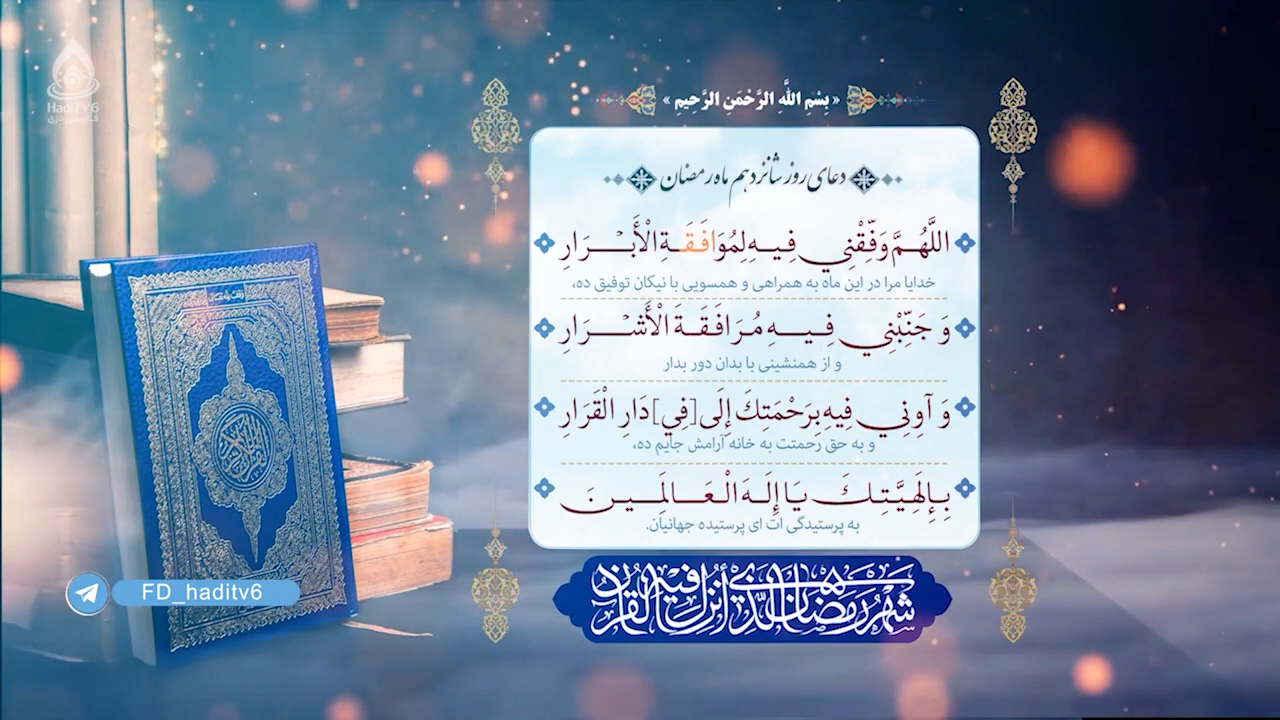 HadiTV6
فارسی دری
« بِسْمِ اللَّهِ الرَّحْمَنِ الرَّحِيمِ »
دعای روز شانزدهم ماه رمضان
اللَّهُمَّ وَفِّقْنِي فِيهِ لِمُوَافَقَةِ الْأَبْرَارِ
خدایا مرا در این ماه به همراهی و همسویی با نیکان توفیق ده،
وَ جَنِّبْنِي فِيهِ مُرَافَقَةَ الْأَشْرَارِ
و از همنشینی با بدان دور بدار
وَ آوِنِي فِيهِ بِرَحْمَتِكَ إِلَى [فِي] دَارِ الْقَرَارِ
و به حق رحمتت به خانه آرامش جایم ده،
بِإِلَهِيَّتِكَ يَا إِلَهَ الْعَالَمِينَ
به پرستیدگی ات ای پرستیده جهانیان.
شَهْرُ رَمَضَانَ الَّذِي أُنْزِلَ فِيهِ الْقُرْآنُ
FD_haditv6